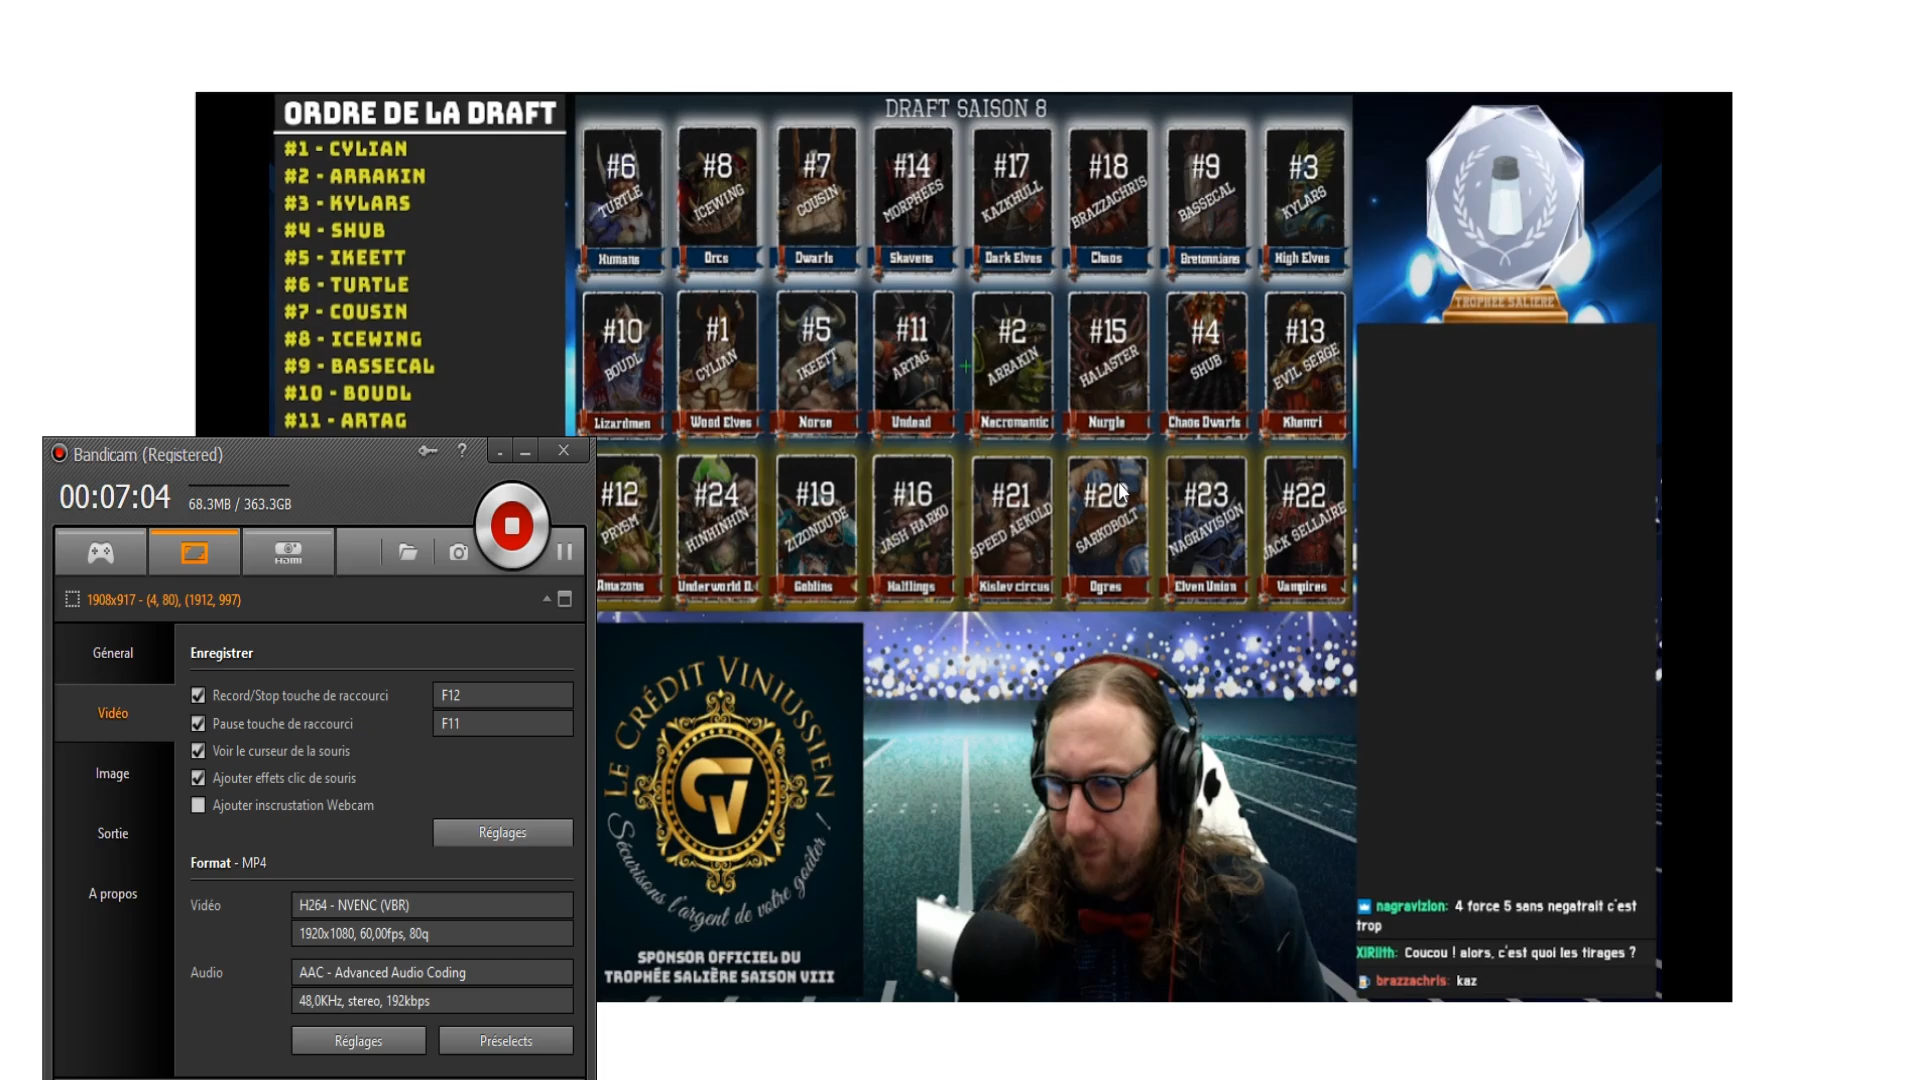 ORDRE DE LA DRAFT
#1 - CYLIAN
#2 - ARRAKIN
#3 - KYLARS
#4 - SHUB
#5 - IKEETT
#6 - TURTLE
#7 - COUSIN
#8 - ICEWING
#9 - BASSECAL
#10 - BOUDL
#11 - ARTAG
DRAFT SAISON 8
#6 TURTLE Humans
#8 ICEWING Orcs
#7 COUSIN Dwarfs
#14 MORPHÉES Skavens
#17 KAZKHULL Dark Elves
#18 BRAZZACHRIS Chaos
#9 BASSECAL Bretonnians
#3 KYLARS High Elves
#10 BOUDL Lizardmen
#1 CYLIAN Wood Elves
#5 IKEETT Norse
#11 ARTAG Undead
#2 ARRAKIN Necromantic
#15 HALASTER Nurgle
#4 SHUB Chaos Dwarfs
#13 EVIL SERGE Khemri
#12 PRYSM Amazons
#24 HINHINHIN Underworld D.
#19 ZIZONDUDE Goblins
#16 JASH HARKO Halflings
#21 SPEED AEKOLD Kislev circus
#20 SARKOBOLT Ogres
#23 NAGRAVISION Elven Union
#22 JACK SELLAIRE Vampires
TROPHÉE SALIÈRE
Bandicam (Registered)
?
00:07:04
68.3MB / 363.3GB
HDMI
1908x917 - (4, 80), (1912, 997)
Géneral
Vidéo
Image
Sortie
A propos
Enregistrer
Record/Stop touche de raccourci F12
Pause touche de raccourci F11
Voir le curseur de la souris
Ajouter effets clic de souris
Ajouter inscrustation Webcam
Réglages
Format - MP4
Vidéo H264 - NVENC (VBR)
1920x1080, 60,00fps, 80q
Audio AAC - Advanced Audio Coding
48,0KHz, stereo, 192kbps
Réglages Préselects
LE CRÉDIT VINIUSSIEN
CV
Sécurisons l'argent de votre goûter !
SPONSOR OFFICIEL DU
TROPHÉE SALIÈRE SAISON VIII
nagravizion: 4 force 5 sans negatrait c'est
trop
XIRlith: Coucou ! alors, c'est quoi les tirages ?
brazzachris: kaz